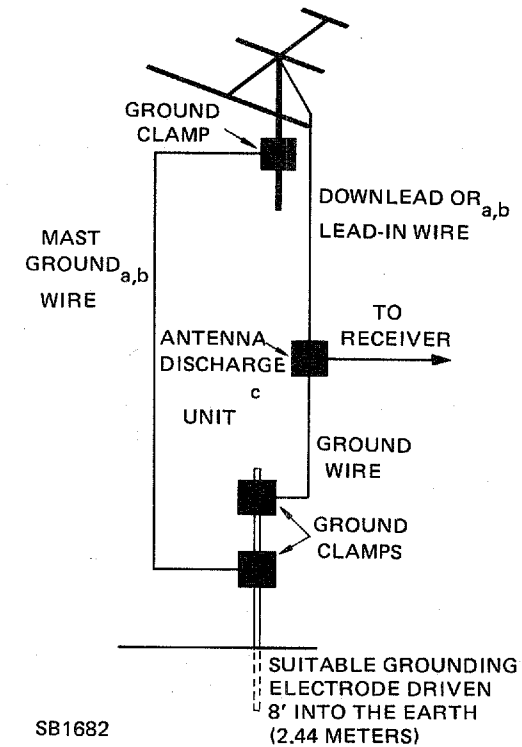 GROUND
CLAMP
DOWNLEAD OR a,b
LEAD-IN WIRE
MAST
GROUND a,b
WIRE
TO
RECEIVER
ANTENNA
DISCHARGE
c
UNIT
GROUND
WIRE
GROUND
CLAMPS
SUITABLE GROUNDING
ELECTRODE DRIVEN
8' INTO THE EARTH
(2.44 METERS)
SB1682